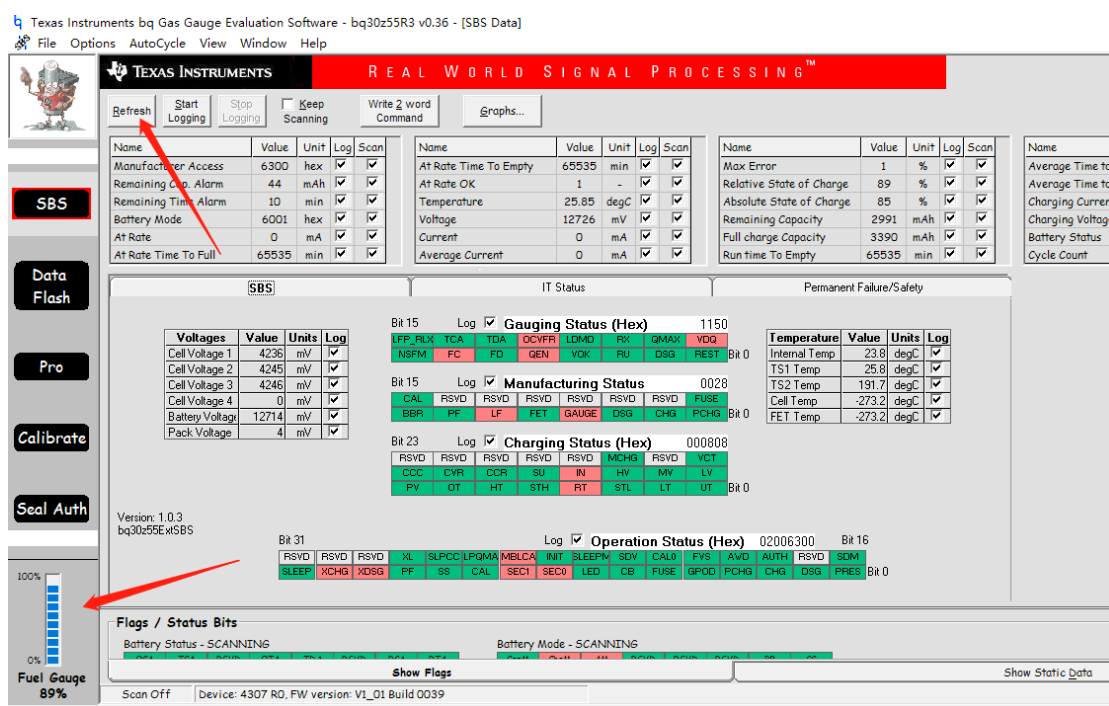 Texas Instruments bq Gas Gauge Evaluation Software - bq30z55R3 v0.36 - [SBS Data]
File Options AutoCycle View Window Help
TEXAS INSTRUMENTS REAL WORLD SIGNAL PROCESSING™
Refresh Start Logging Stop Logging Keep Scanning Write 2 word Command Graphs...
Name Value Unit Log Scan Name Value Unit Log Scan Name Value Unit Log Scan Name
Manufacturer Access 6300 hex At Rate Time To Empty 65535 min Max Error 1 % Average Time to
Remaining Cap. Alarm 44 mAh At Rate OK 1 - Relative State of Charge 89 % Average Time to
Remaining Time Alarm 10 min Temperature 25.85 degC Absolute State of Charge 85 % Charging Curren
Battery Mode 6001 hex Voltage 12726 mV Remaining Capacity 2991 mAh Charging Voltag
At Rate 0 mA Current 0 mA Full charge Capacity 3390 mAh Battery Status
At Rate Time To Full 65535 min Average Current 0 mA Run time To Empty 65535 min Cycle Count
SBS
Data Flash
Pro
Calibrate
Seal Auth
SBS IT Status Permanent Failure/Safety
Voltages Value Units Log
Cell Voltage 1 4236 mV
Cell Voltage 2 4245 mV
Cell Voltage 3 4246 mV
Cell Voltage 4 0 mV
Battery Voltage 12714 mV
Pack Voltage 4 mV
Bit 15 Log Gauging Status (Hex) 1150
LFP_RLX TCA TDA OCVFR LDMD RX QMAX VDQ
NSFM FC FD QEN VOK RU DSG REST Bit 0
Bit 15 Log Manufacturing Status 0028
CAL RSVD RSVD RSVD RSVD RSVD RSVD FUSE
BBR PF LF FET GAUGE DSG CHG PCHG Bit 0
Bit 23 Log Charging Status (Hex) 000808
RSVD RSVD RSVD RSVD RSVD MCHG RSVD VCT
CCC CVR CCR SU IN HV MV LV
PV OT HT STH RT STL LT UT Bit 0
Temperature Value Units Log
Internal Temp 23.8 degC
TS1 Temp 25.8 degC
TS2 Temp 191.7 degC
Cell Temp -273.2 degC
FET Temp -273.2 degC
Version: 1.0.3
bq30z55ExtSBS
Bit 31 Log Operation Status (Hex) 02006300 Bit 16
RSVD RSVD RSVD XL SLPCC LPQMA MBLCA INIT SLEEPM SDV CAL0 FVS AWD AUTH RSVD SDM
SLEEP XCHG XDSG PF SS CAL SEC1 SEC0 LED CB FUSE GPOD PCHG CHG DSG PRES Bit 0
100%
0%
Fuel Gauge
89%
Flags / Status Bits
Battery Status - SCANNING Battery Mode - SCANNING
Show Flags Show Static Data
Scan Off Device: 4307 R0, FW version: V1_01 Build 0039